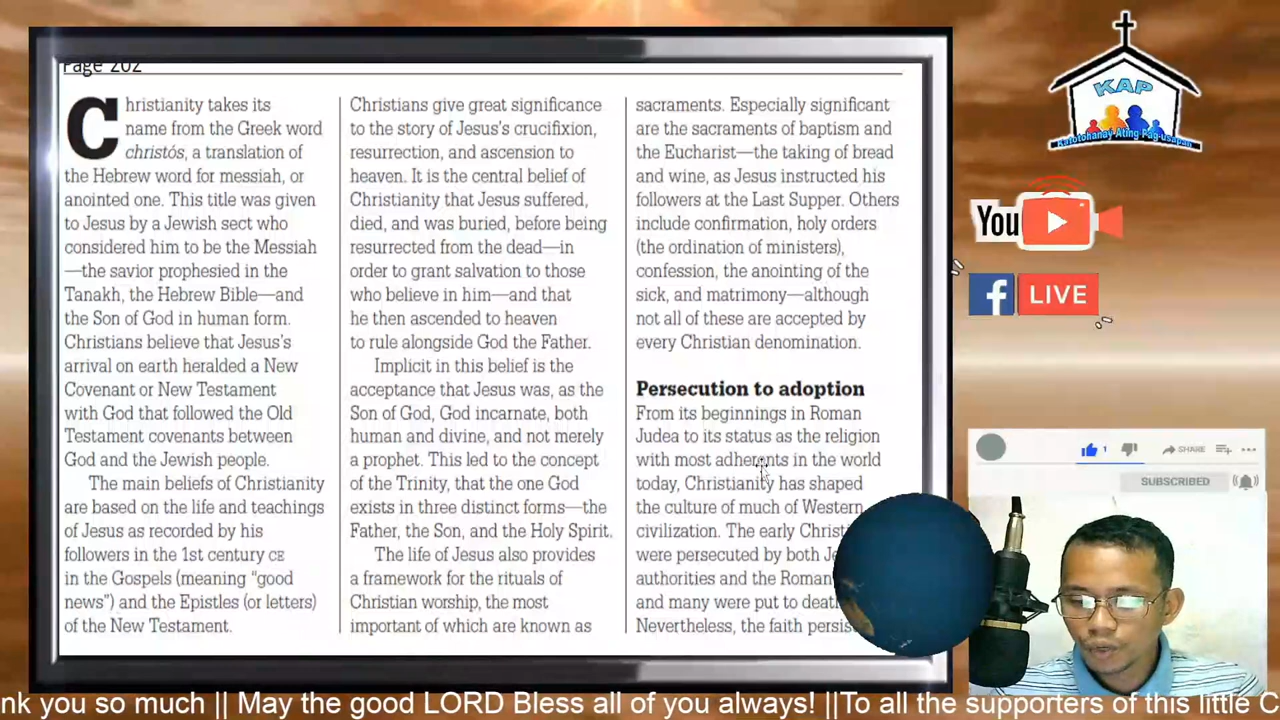 Page 202
Christianity takes its
name from the Greek word
christós, a translation of
the Hebrew word for messiah, or
anointed one. This title was given
to Jesus by a Jewish sect who
considered him to be the Messiah
—the savior prophesied in the
Tanakh, the Hebrew Bible—and
the Son of God in human form.
Christians believe that Jesus's
arrival on earth heralded a New
Covenant or New Testament
with God that followed the Old
Testament covenants between
God and the Jewish people.
The main beliefs of Christianity
are based on the life and teachings
of Jesus as recorded by his
followers in the 1st century CE
in the Gospels (meaning "good
news") and the Epistles (or letters)
of the New Testament.
Christians give great significance
to the story of Jesus's crucifixion,
resurrection, and ascension to
heaven. It is the central belief of
Christianity that Jesus suffered,
died, and was buried, before being
resurrected from the dead—in
order to grant salvation to those
who believe in him—and that
he then ascended to heaven
to rule alongside God the Father.
Implicit in this belief is the
acceptance that Jesus was, as the
Son of God, God incarnate, both
human and divine, and not merely
a prophet. This led to the concept
of the Trinity, that the one God
exists in three distinct forms—the
Father, the Son, and the Holy Spirit.
The life of Jesus also provides
a framework for the rituals of
Christian worship, the most
important of which are known as
sacraments. Especially significant
are the sacraments of baptism and
the Eucharist—the taking of bread
and wine, as Jesus instructed his
followers at the Last Supper. Others
include confirmation, holy orders
(the ordination of ministers),
confession, the anointing of the
sick, and matrimony—although
not all of these are accepted by
every Christian denomination.
Persecution to adoption
From its beginnings in Roman
Judea to its status as the religion
with most adherents in the world
today, Christianity has shaped
the culture of much of Western
civilization. The early Christ
were persecuted by both Je
authorities and the Roman
and many were put to deat
Nevertheless, the faith persis
KAP
Katotohanay Ating Pag-usapan
You
f LIVE
1 SHARE
SUBSCRIBED
nk you so much || May the good LORD Bless all of you always! ||To all the supporters of this little C